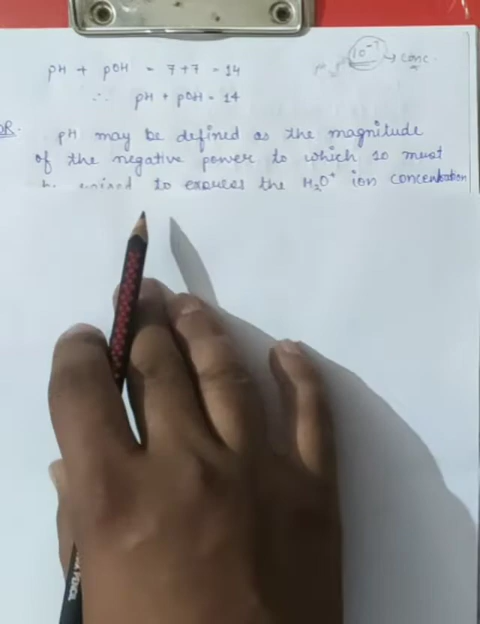 pH + pOH = 7+7 = 14
10⁻⁷ → conc.
∴ pH + pOH = 14
OR. pH may be defined as the magnitude
of the negative power to which 10 must
be raised to express the H₃O⁺ ion concentration